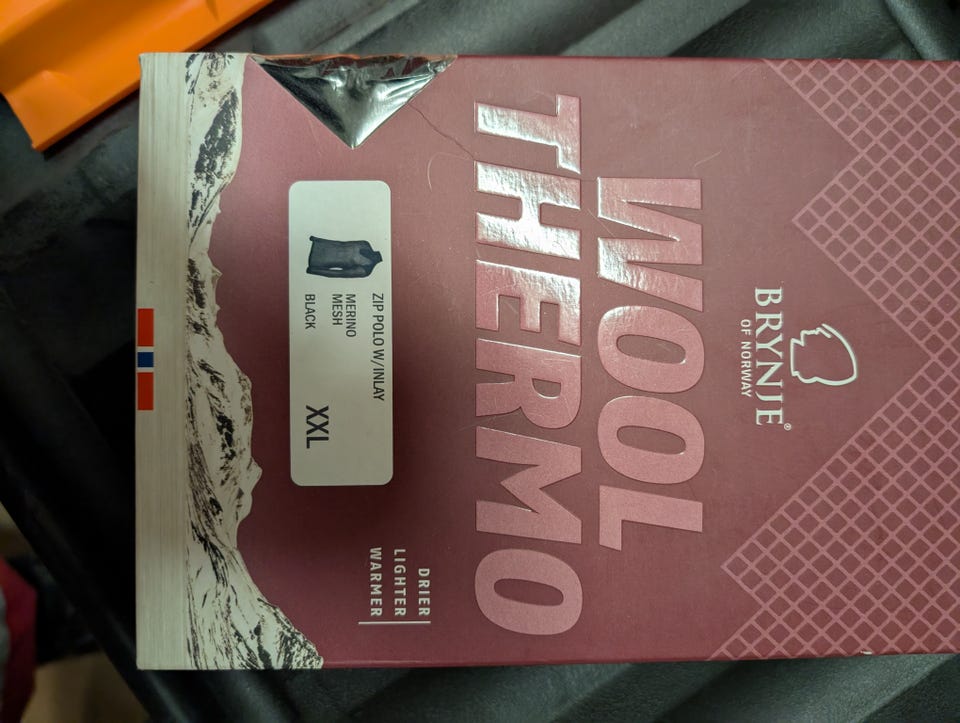 BRYNJE®
OF NORWAY
WOOL
THERMO
ZIP POLO W/INLAY
MERINO
MESH
BLACK
XXL
DRIER
LIGHTER
WARMER